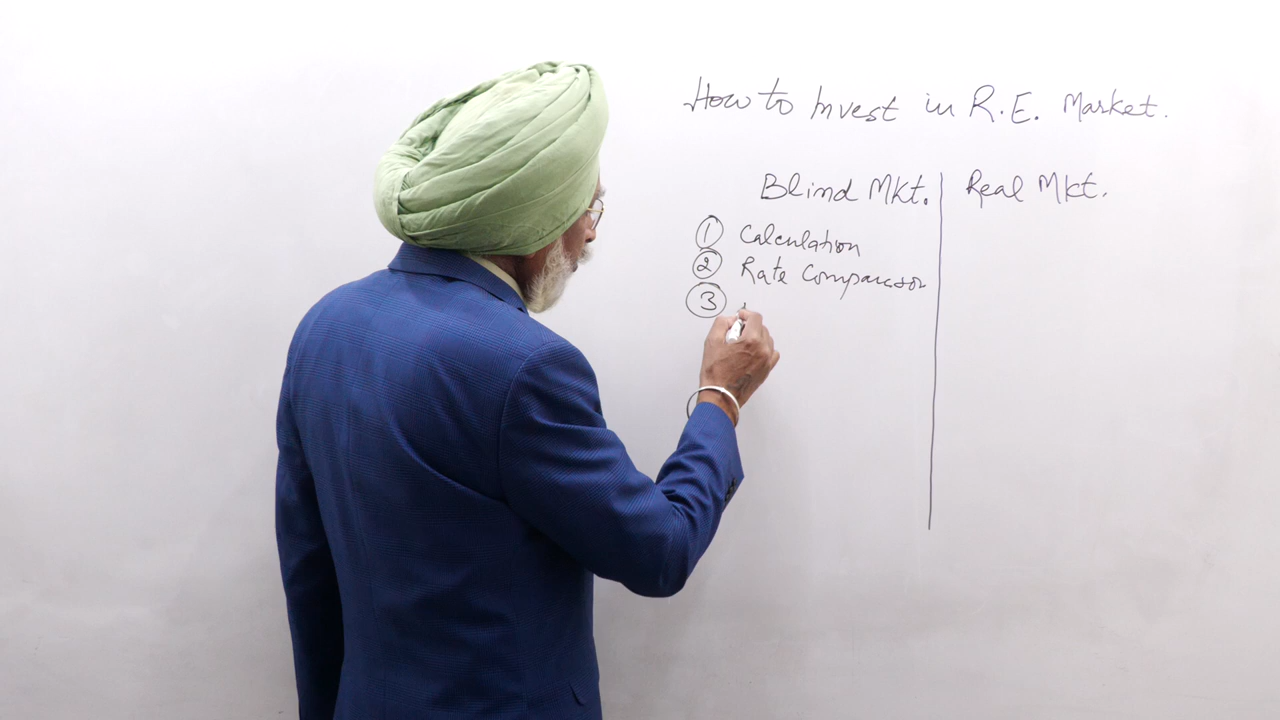 How to Invest in R.E. Market.
Blind Mkt. Real Mkt.
① Calculation
② Rate Comparison
③